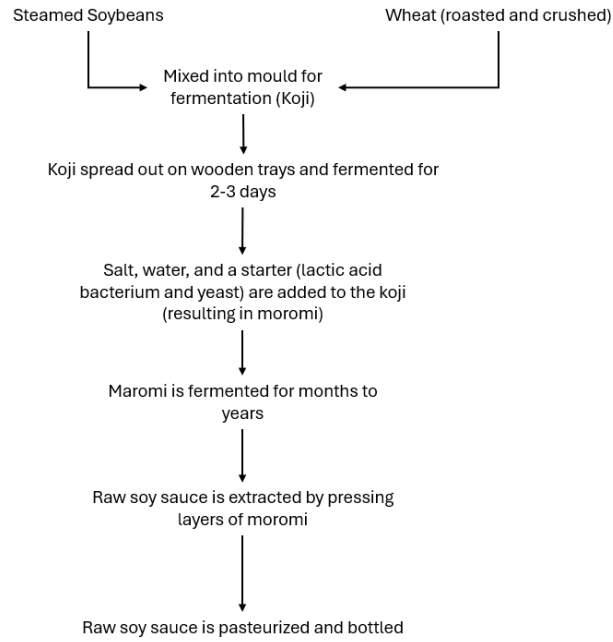 Steamed Soybeans
Wheat (roasted and crushed)
Mixed into mould for
fermentation (Koji)
Koji spread out on wooden trays and fermented for
2-3 days
Salt, water, and a starter (lactic acid
bacterium and yeast) are added to the koji
(resulting in moromi)
Maromi is fermented for months to
years
Raw soy sauce is extracted by pressing
layers of moromi
Raw soy sauce is pasteurized and bottled